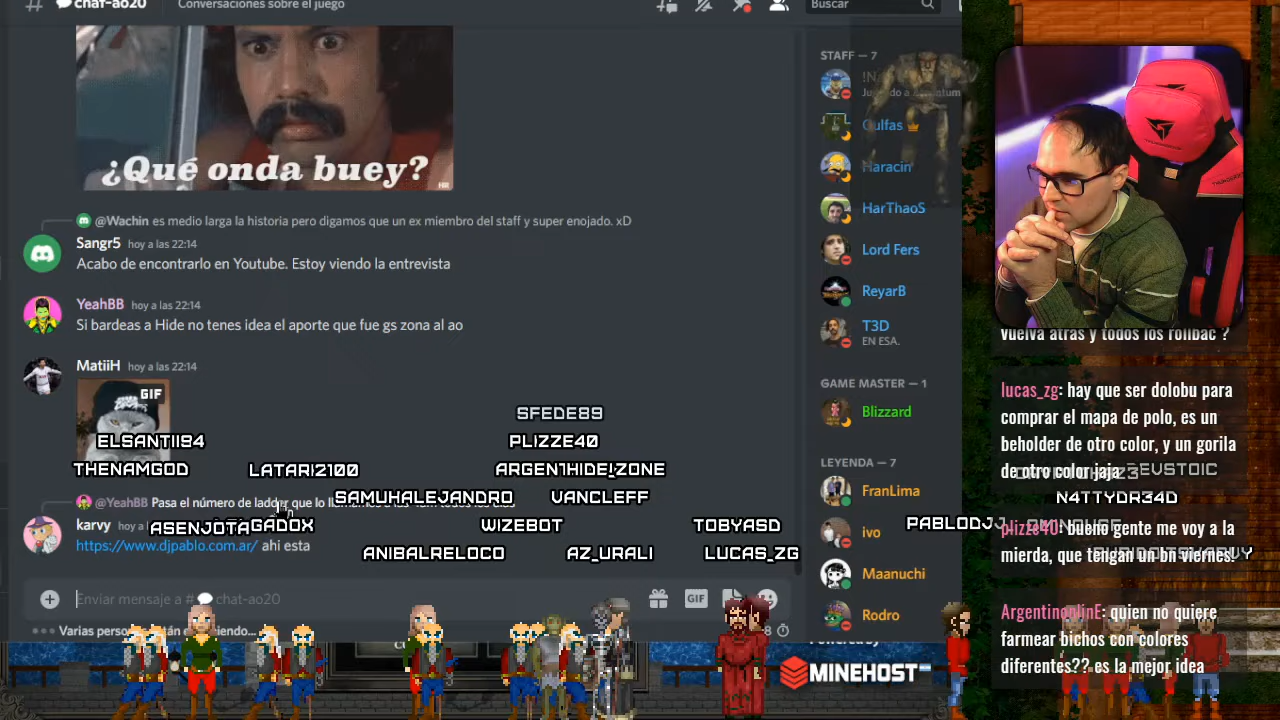 # chat-ao20
Conversaciones sobre el juego
Buscar
¿Qué onda buey?
@Wachin es medio larga la historia pero digamos que un ex miembro del staff y super enojado. xD
Sangr5 hoy a las 22:14
Acabo de encontrarlo en Youtube. Estoy viendo la entrevista
YeahBB hoy a las 22:14
Si bardeas a Hide no tenes idea el aporte que fue gs zona al ao
MatiiH hoy a las 22:14
GIF
SFEDE89
ELSANTI194
PLIZZE40
THENAMGOD
LATARI2100
ARGEN1HIDE!ZONE
@YeahBB Pasa el número de ladder que lo
SAMUHALEJANDRO
VANCLEFF
karvy hoy a
ASENJOTA
GADOX
WIZEBOT
TOBYASD
PABLODJJ
https://www.djpablo.com.ar/ ahi esta
ANIBALRELOCO
AZ_URALI
LUCAS_ZG
Enviar mensaje a # chat-ao20
GIF
STAFF — 7
Gulfas
Haracin
HarThaoS
Lord Fers
ReyarB
T3D
EN ESA.
GAME MASTER — 1
Blizzard
LEYENDA — 7
FranLima
ivo
Maanuchi
Rodro
MINEHOST
vuelva atras y todos los rollbac ?
lucas_zg: hay que ser dolobu para
comprar el mapa de polo, es un
beholder de otro color, y un gorila
de otro color jaja
N4TTYDR34D
plizze40: bueno gente me voy a la
mierda, que tengan un bn viernes!
ArgentinonlinE: quien no quiere
farmear bichos con colores
diferentes?? es la mejor idea